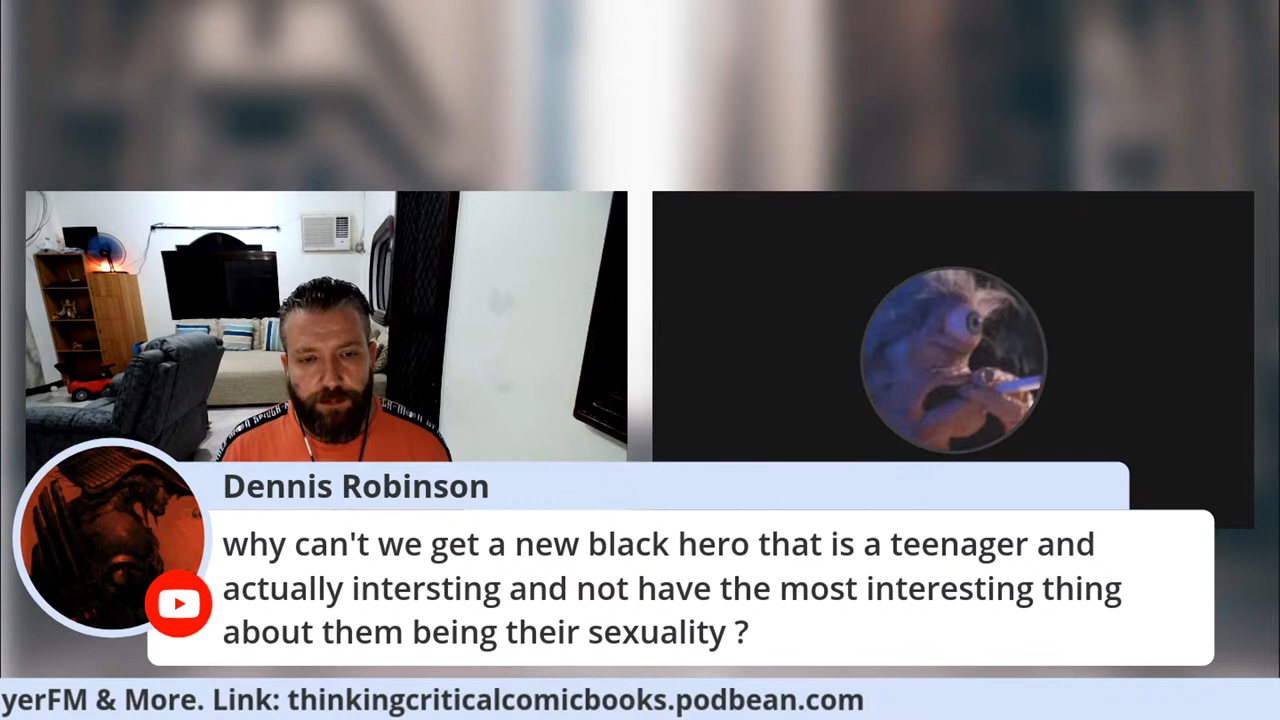 Dennis Robinson
why can't we get a new black hero that is a teenager and
actually intersting and not have the most interesting thing
about them being their sexuality ?
yerFM & More. Link: thinkingcriticalcomicbooks.podbean.com